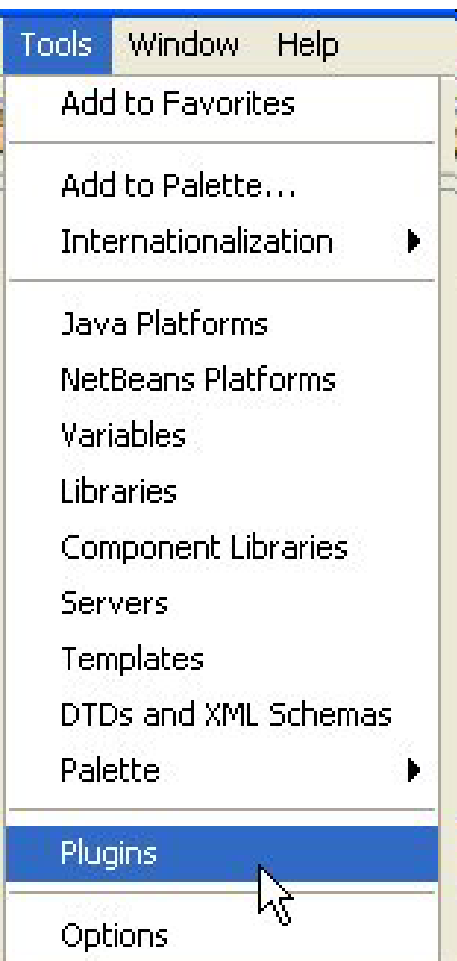 Tools Window Help
Add to Favorites
Add to Palette...
Internationalization
Java Platforms
NetBeans Platforms
Variables
Libraries
Component Libraries
Servers
Templates
DTDs and XML Schemas
Palette
Plugins
Options